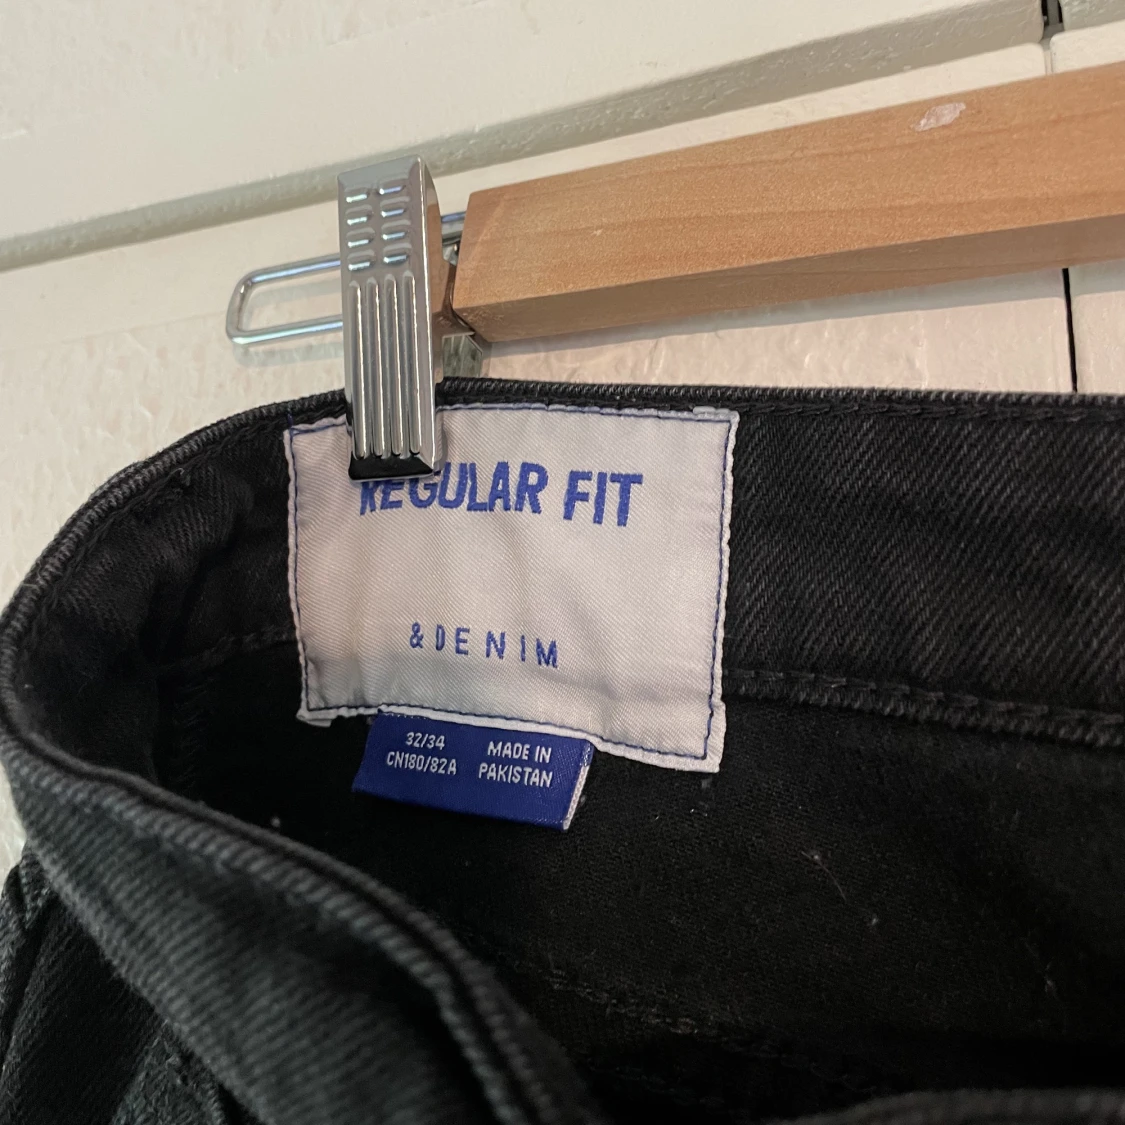 REGULAR FIT
& DENIM
32/34
CN180/82A
MADE IN
PAKISTAN